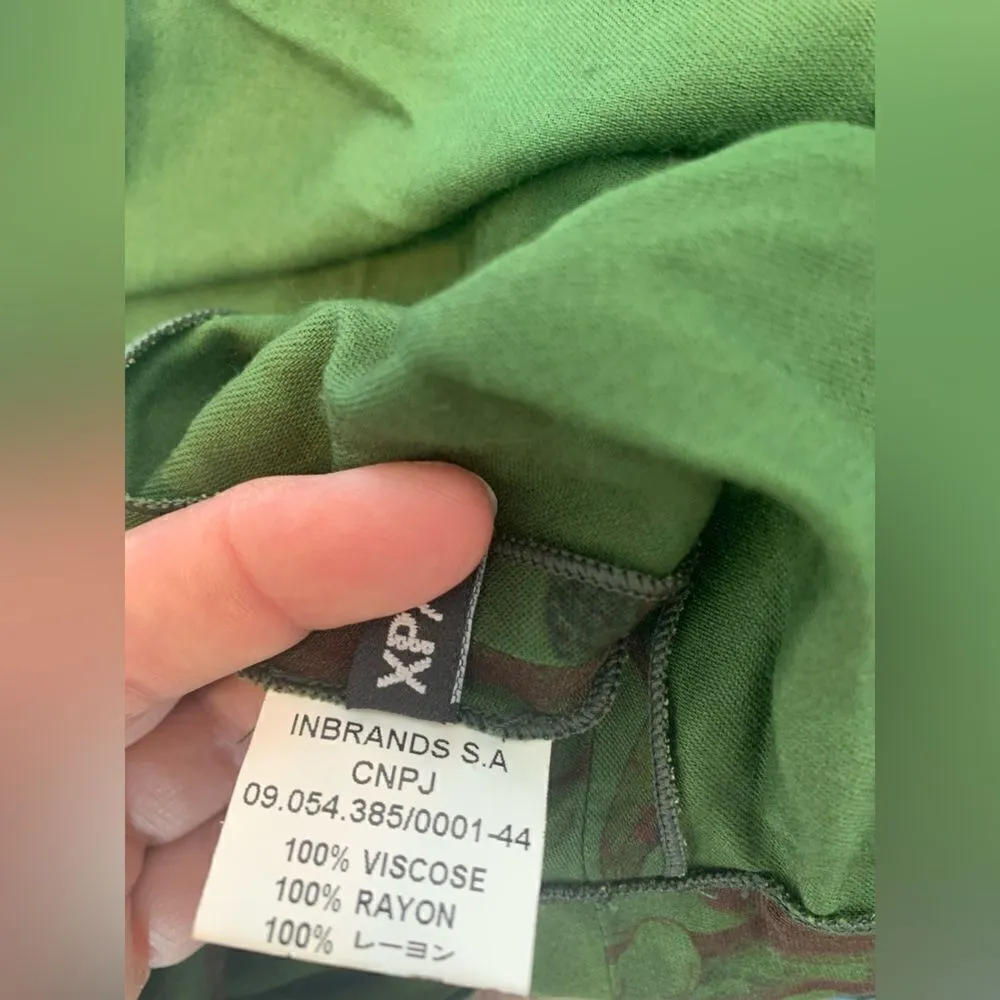 INBRANDS S.A
CNPJ
09.054.385/0001-44
100% VISCOSE
100% RAYON
100% レーヨン